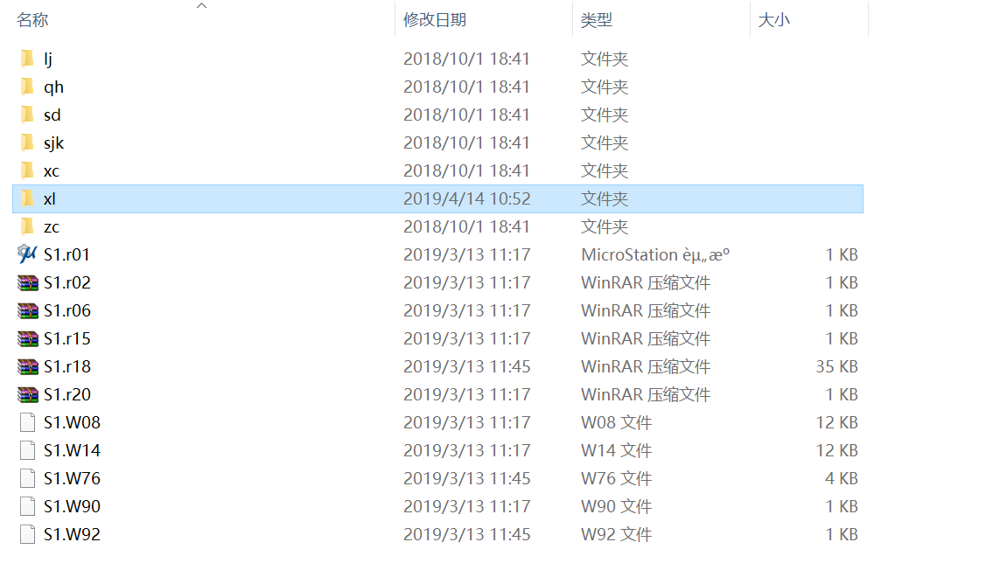 名称 修改日期 类型 大小
lj 2018/10/1 18:41 文件夹
qh 2018/10/1 18:41 文件夹
sd 2018/10/1 18:41 文件夹
sjk 2018/10/1 18:41 文件夹
xc 2018/10/1 18:41 文件夹
xl 2019/4/14 10:52 文件夹
zc 2018/10/1 18:41 文件夹
S1.r01 2019/3/13 11:17 MicroStation èµ„æº 1 KB
S1.r02 2019/3/13 11:17 WinRAR 压缩文件 1 KB
S1.r06 2019/3/13 11:17 WinRAR 压缩文件 1 KB
S1.r15 2019/3/13 11:17 WinRAR 压缩文件 1 KB
S1.r18 2019/3/13 11:45 WinRAR 压缩文件 35 KB
S1.r20 2019/3/13 11:17 WinRAR 压缩文件 1 KB
S1.W08 2019/3/13 11:17 W08 文件 12 KB
S1.W14 2019/3/13 11:17 W14 文件 12 KB
S1.W76 2019/3/13 11:45 W76 文件 4 KB
S1.W90 2019/3/13 11:17 W90 文件 1 KB
S1.W92 2019/3/13 11:45 W92 文件 1 KB